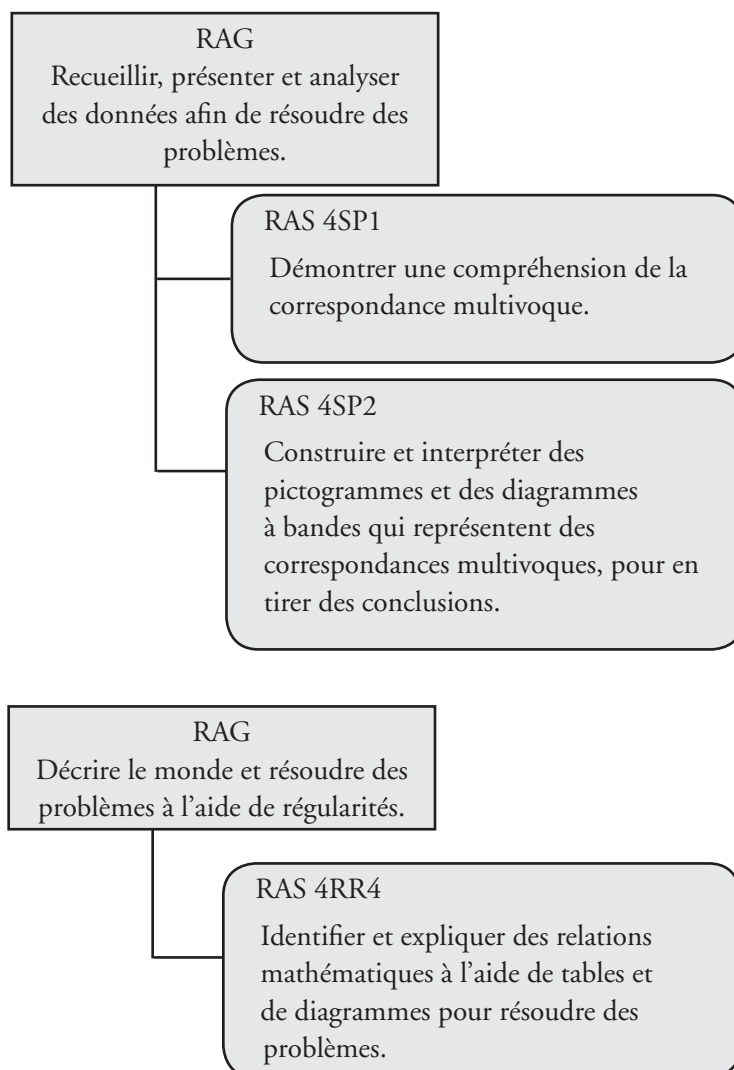 RAG
Recueillir, présenter et analyser
des données afin de résoudre des
problèmes.
RAS 4SP1
Démontrer une compréhension de la
correspondance multivoque.
RAS 4SP2
Construire et interpréter des
pictogrammes et des diagrammes
à bandes qui représentent des
correspondances multivoques, pour en
tirer des conclusions.
RAG
Décrire le monde et résoudre des
problèmes à l’aide de régularités.
RAS 4RR4
Identifier et expliquer des relations
mathématiques à l’aide de tables et
de diagrammes pour résoudre des
problèmes.